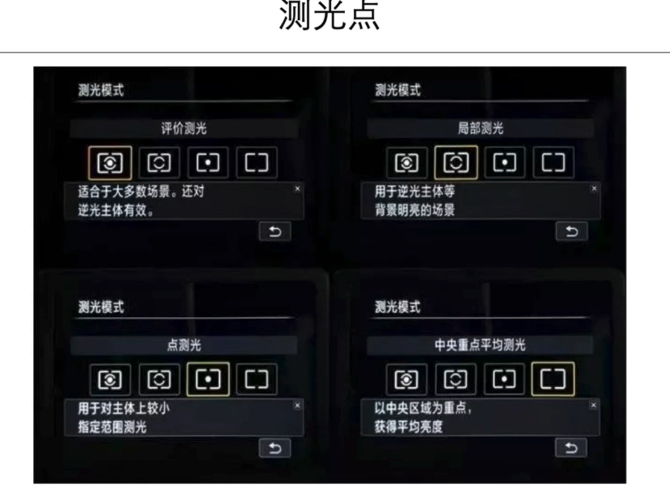 测光点
测光模式
评价测光
适合于大多数场景。还对
逆光主体有效。
测光模式
局部测光
用于逆光主体等
背景明亮的场景
测光模式
点测光
用于对主体上较小
指定范围测光
测光模式
中央重点平均测光
以中央区域为重点，
获得平均亮度